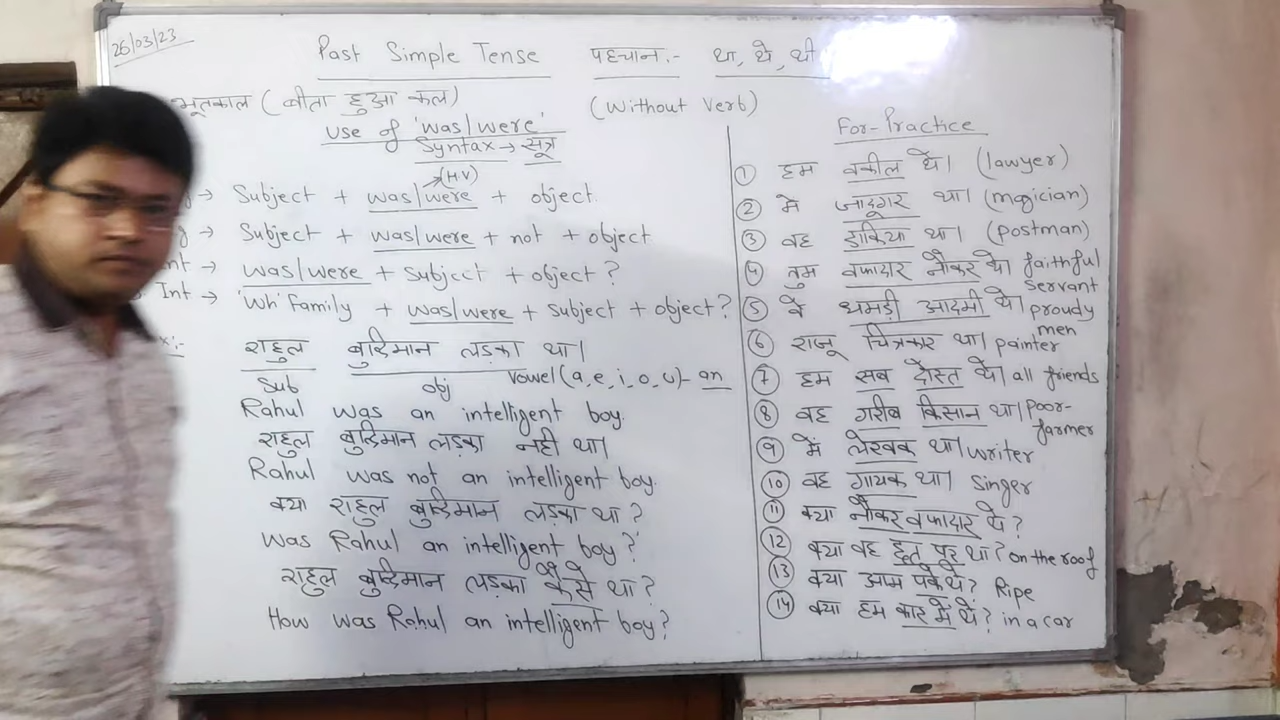 26/03/23
Past Simple Tense पहचान :- था, थे, थी
भूतकाल (बीता हुआ कल) (Without Verb)
Use of 'was/were'
Syntax → सूत्र
(H.V)
→ Subject + was/were + object.
→ Subject + was/were + not + object
→ was/were + subject + object ?
Int → 'Wh' Family + was/were + subject + object ?
राहुल बुद्धिमान लड़का था।
Sub obj Vowel (a, e, i, o, u) - an
Rahul was an intelligent boy.
राहुल बुद्धिमान लड़का नही था।
Rahul was not an intelligent boy.
क्या राहुल बुद्धिमान लड़का था ?
was Rahul an intelligent boy ?
राहुल बुद्धिमान लड़का कैसे था ?
How was Rahul an intelligent boy ?
For-Practice
① हम वकील थे। (lawyer)
② मे जादूगर था। (magician)
③ वह डाकिया था। (postman)
④ तुम वफादार नौकर थे। faithful
servant
⑤ वे घमड़ी आदमी थे। proudy
men
⑥ राजू चित्रकार था। painter
⑦ हम सब दोस्त थे। all friends
⑧ वह गरीब किसान था। poor-
farmer
⑨ में लेखक था। writer
⑩ वह गायक था। singer
⑪ क्या नौकर वफादार थे ?
⑫ क्या वह छत पर था ? on the roof
⑬ क्या आम पके थे ? Ripe
⑭ क्या हम कार मे थे ? in a car